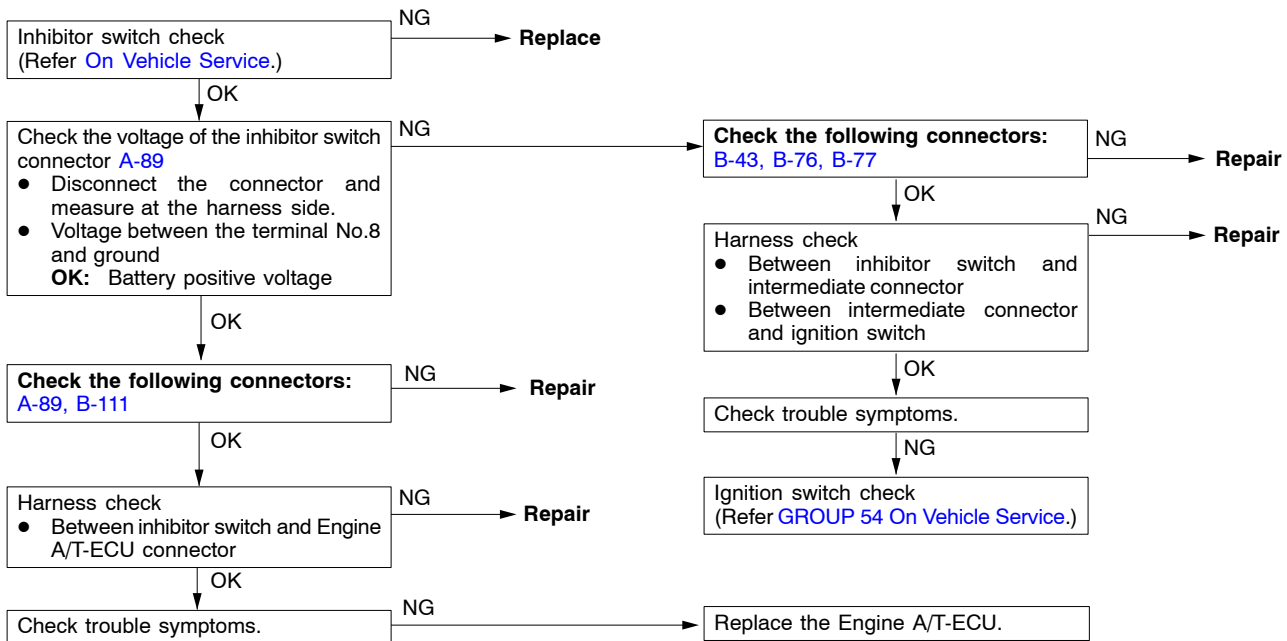 Inhibitor switch check
(Refer On Vehicle Service.)
NG
Replace
OK
Check the voltage of the inhibitor switch
connector A-89
● Disconnect the connector and
measure at the harness side.
● Voltage between the terminal No.8
and ground
OK: Battery positive voltage
NG
OK
Check the following connectors:
A-89, B-111
NG
Repair
OK
Harness check
● Between inhibitor switch and Engine
A/T-ECU connector
NG
Repair
OK
Check trouble symptoms.
NG
Replace the Engine A/T-ECU.
Check the following connectors:
B-43, B-76, B-77
NG
Repair
OK
Harness check
● Between inhibitor switch and
intermediate connector
● Between intermediate connector
and ignition switch
NG
Repair
OK
Check trouble symptoms.
NG
Ignition switch check
(Refer GROUP 54 On Vehicle Service.)